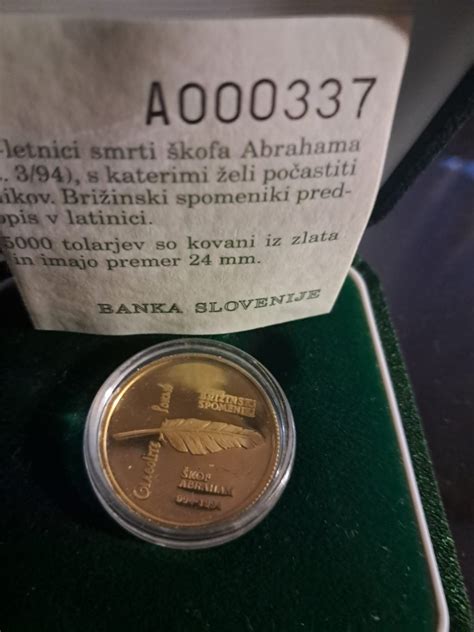 A000337
-letnici smrti škofa Abrahama
. 3/94), s katerimi želi počastiti
nikov. Brižinski spomeniki pred-
opis v latinici.
5000 tolarjev so kovani iz zlata
in imajo premer 24 mm.
BANKA SLOVENIJE
BRIŽINSKI
SPOMENIKI
ŠKOF
ABRAHAM